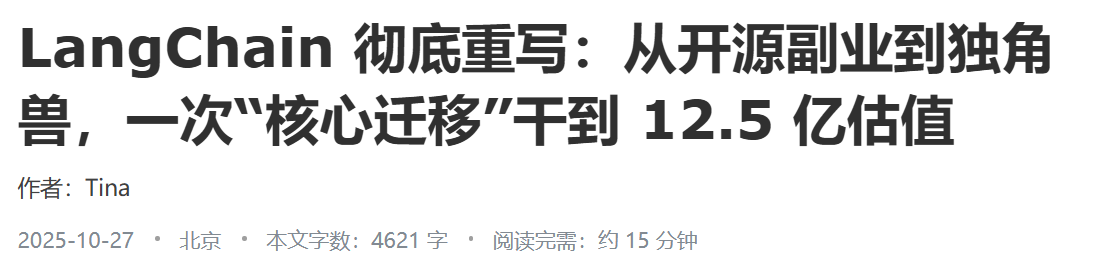 LangChain 彻底重写：从开源副业到独角
兽，一次“核心迁移”干到 12.5 亿估值
作者：Tina
2025-10-27 • 北京 • 本文字数：4621 字 • 阅读完需：约 15 分钟